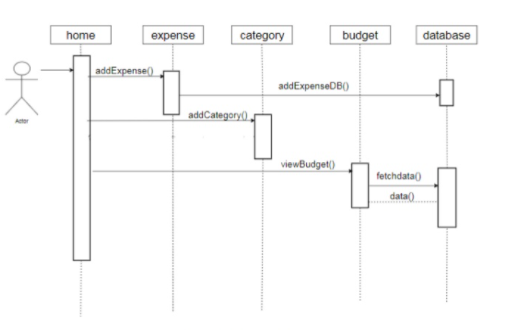 home
expense
category
budget
database
addExpense()
addExpenseDB()
Actor
addCategory()
viewBudget()
fetchdata()
data()